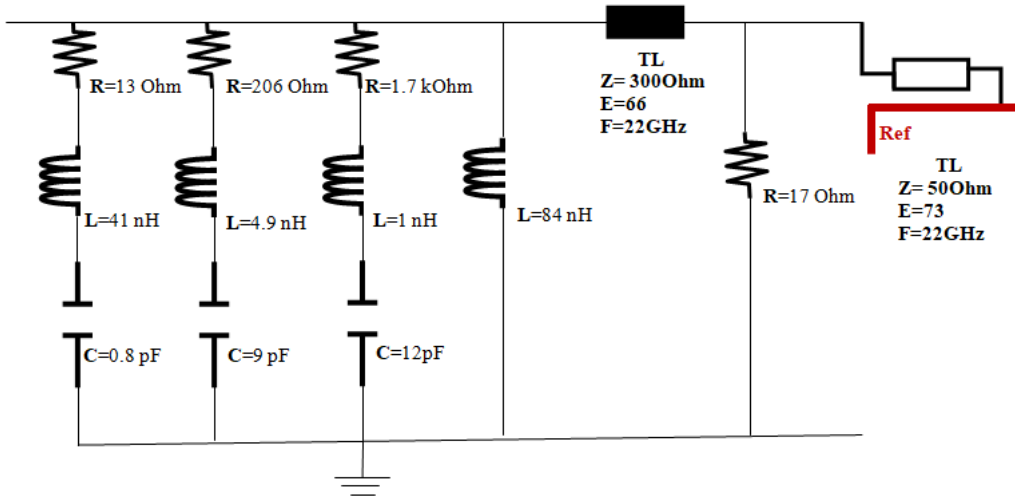 R=13 Ohm
R=206 Ohm
R=1.7 kOhm
TL
Z= 300Ohm
E=66
F=22GHz
Ref
L=41 nH
L=4.9 nH
L=1 nH
L=84 nH
R=17 Ohm
TL
Z= 50Ohm
E=73
F=22GHz
C=0.8 pF
C=9 pF
C=12pF